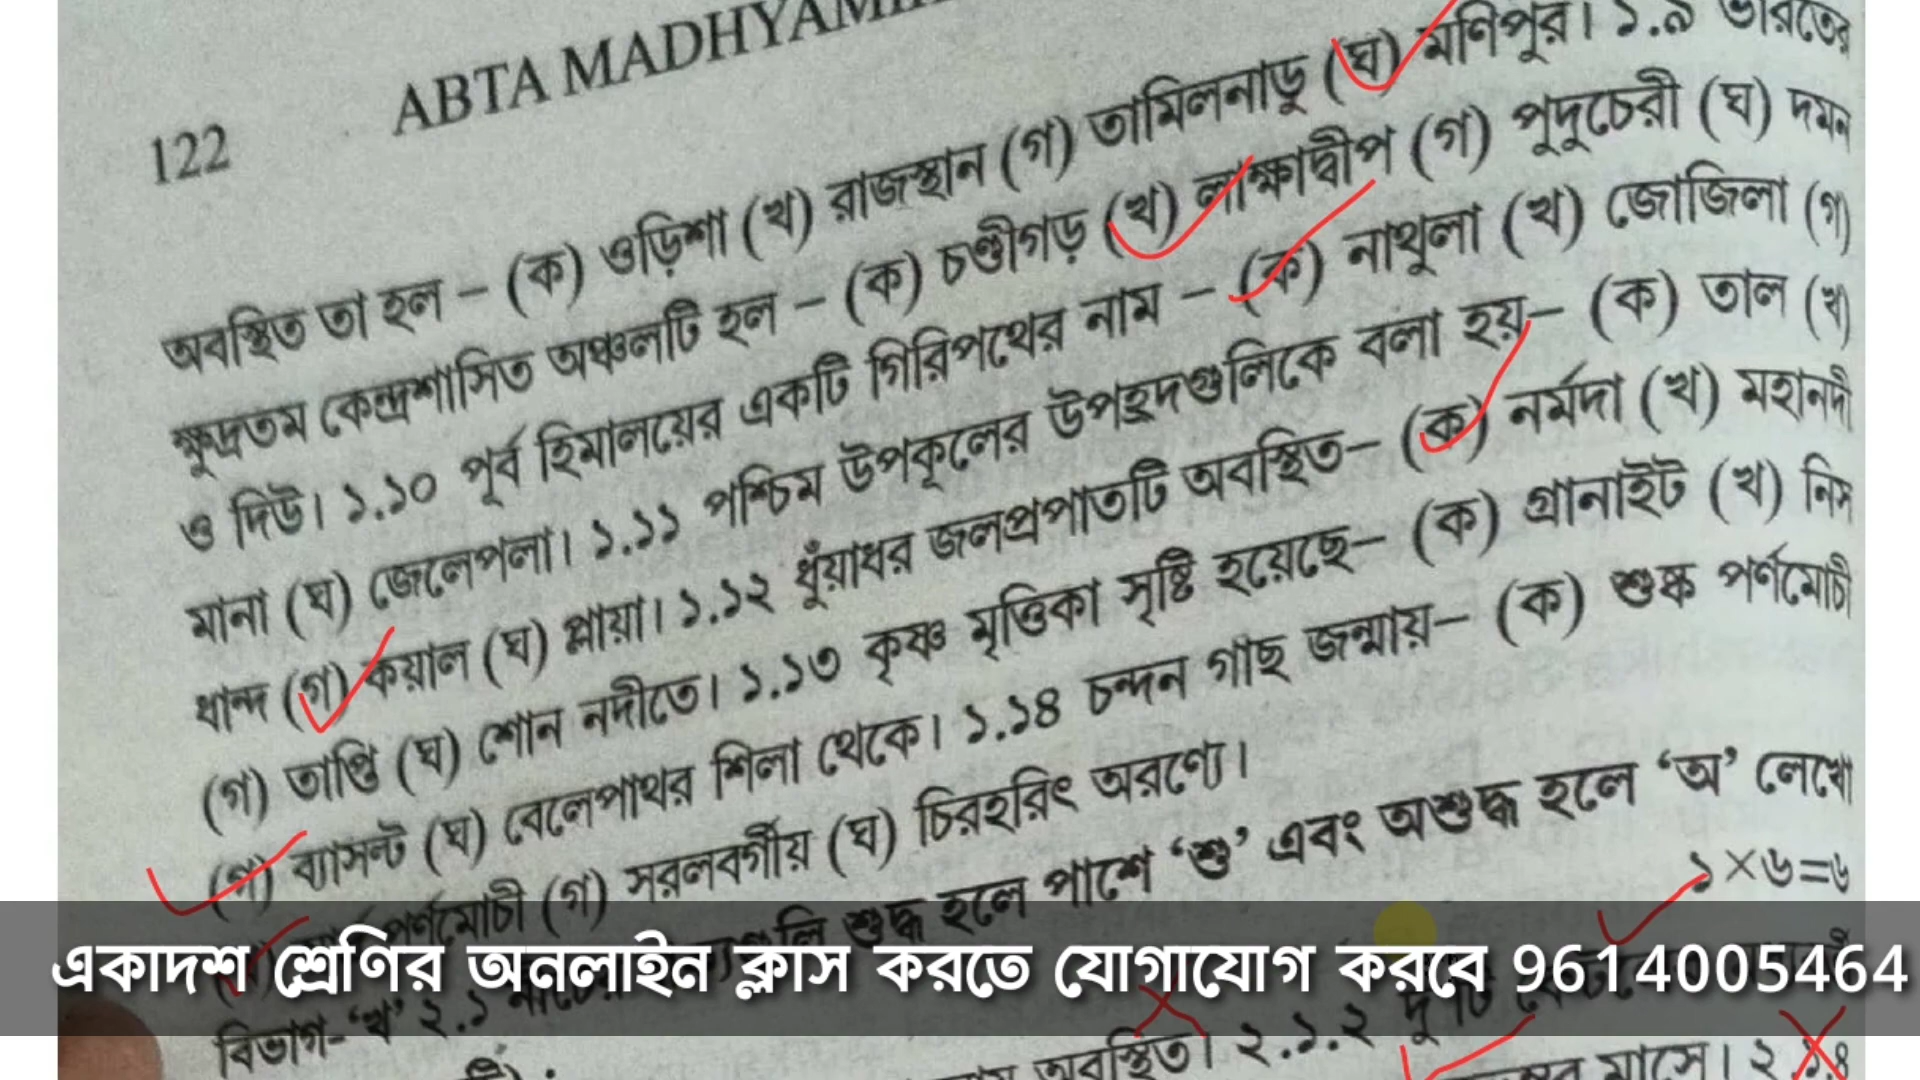 122 ABTA MADHYAMI
অবস্থিত তা হল – (ক) ওড়িশা (খ) রাজস্থান (গ) তামিলনাড়ু (ঘ) মণিপুর। ১.৯ ভারতের
ক্ষুদ্রতম কেন্দ্রশাসিত অঞ্চলটি হল – (ক) চণ্ডীগড় (খ) লাক্ষাদ্বীপ (গ) পুদুচেরী (ঘ) দমন
ও দিউ। ১.১০ পূর্ব হিমালয়ের একটি গিরিপথের নাম – (ক) নাথুলা (খ) জোজিলা (গ)
মানা (ঘ) জেলেপলা। ১.১১ পশ্চিম উপকূলের উপহ্রদগুলিকে বলা হয়– (ক) তাল (খ)
ধান্দ (গ) কয়াল (ঘ) প্লায়া। ১.১২ ধুঁয়াধর জলপ্রপাতটি অবস্থিত– (ক) নর্মদা (খ) মহানদী
(গ) তাপ্তি (ঘ) শোন নদীতে। ১.১৩ কৃষ্ণ মৃত্তিকা সৃষ্টি হয়েছে– (ক) গ্রানাইট (খ) নিস
(গ) ব্যাসল্ট (ঘ) বেলেপাথর শিলা থেকে। ১.১৪ চন্দন গাছ জন্মায়– (ক) শুষ্ক পর্ণমোচী
পর্ণমোচী (গ) সরলবর্গীয় (ঘ) চিরহরিৎ অরণ্যে।
বিভাগ-‘খ’ ২.১ শুদ্ধ হলে পাশে ‘শু’ এবং অশুদ্ধ হলে ‘অ’ লেখো
১×৬=৬
একাদশ শ্রেণির অনলাইন ক্লাস করতে যোগাযোগ করবে 9614005464
অবস্থিত। ২.১.২ দু
মাসে। ২.১.৪